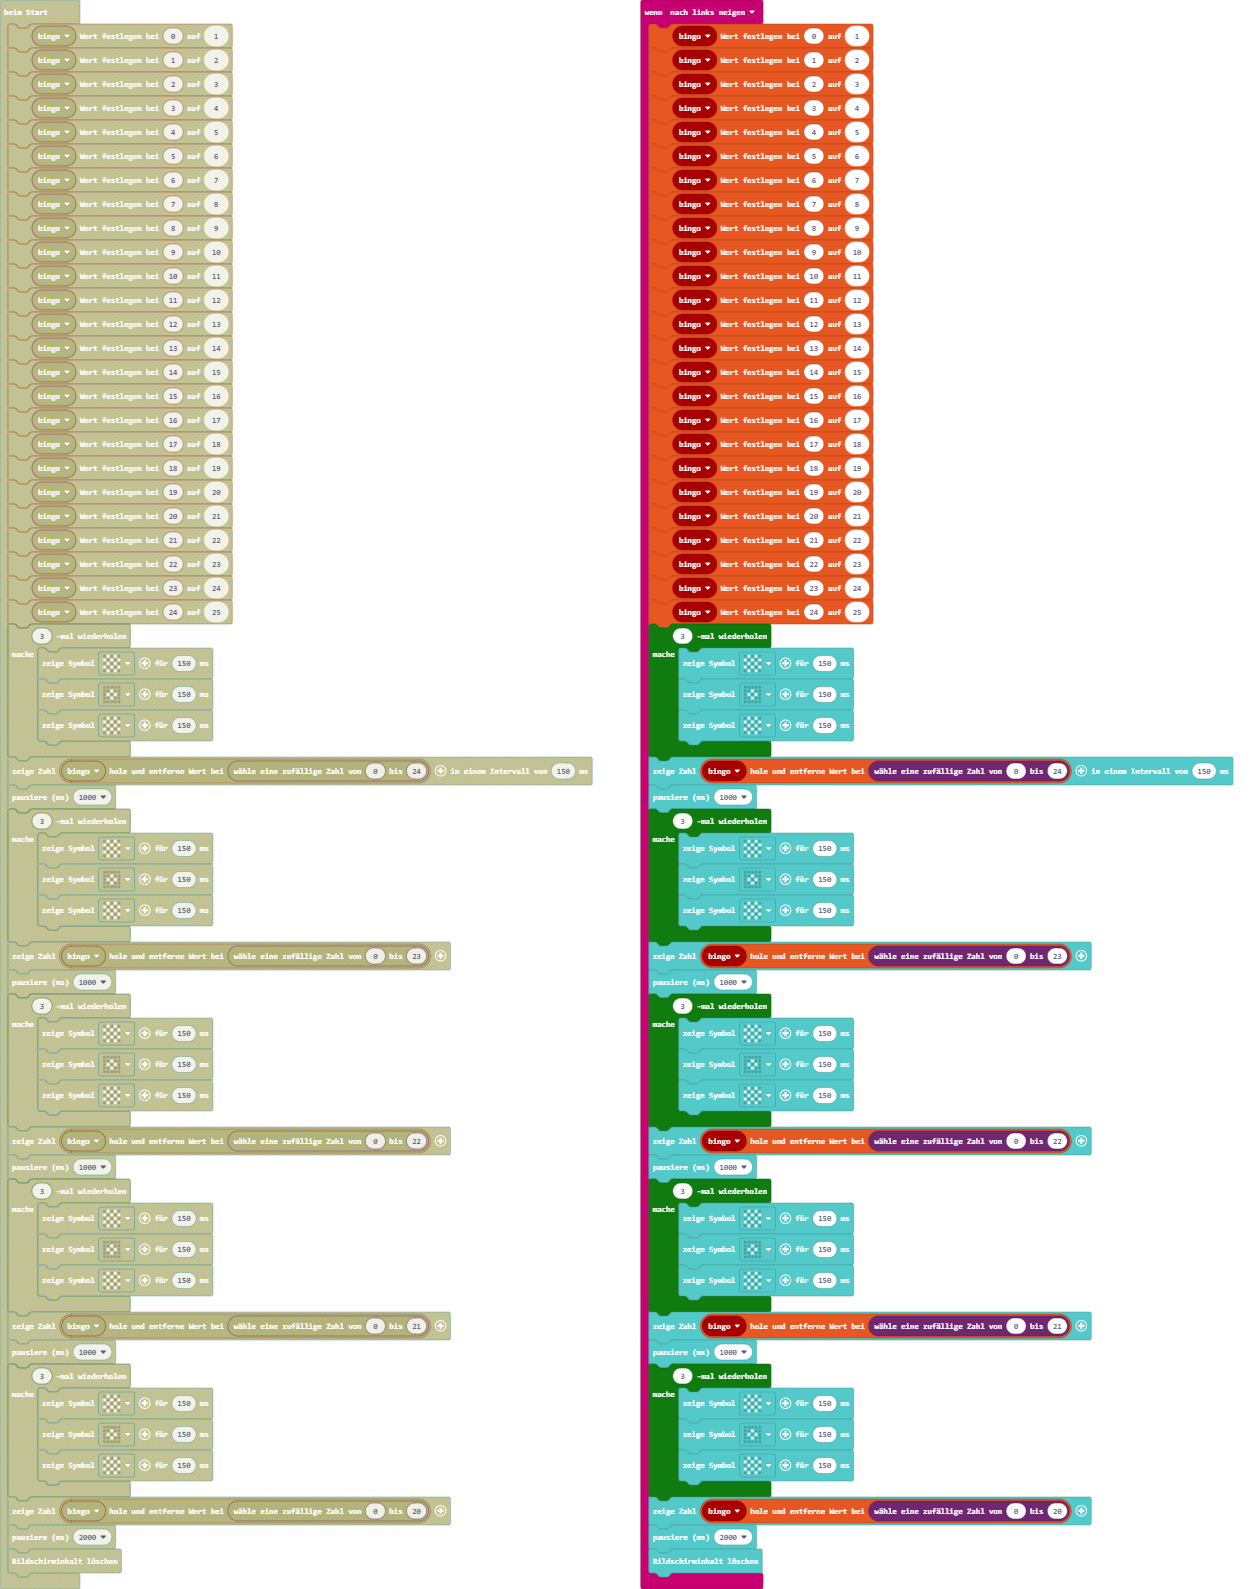 beim Start
bingo Wert festlegen bei 0 auf 1
bingo Wert festlegen bei 1 auf 2
bingo Wert festlegen bei 2 auf 3
bingo Wert festlegen bei 3 auf 4
bingo Wert festlegen bei 4 auf 5
bingo Wert festlegen bei 5 auf 6
bingo Wert festlegen bei 6 auf 7
bingo Wert festlegen bei 7 auf 8
bingo Wert festlegen bei 8 auf 9
bingo Wert festlegen bei 9 auf 10
bingo Wert festlegen bei 10 auf 11
bingo Wert festlegen bei 11 auf 12
bingo Wert festlegen bei 12 auf 13
bingo Wert festlegen bei 13 auf 14
bingo Wert festlegen bei 14 auf 15
bingo Wert festlegen bei 15 auf 16
bingo Wert festlegen bei 16 auf 17
bingo Wert festlegen bei 17 auf 18
bingo Wert festlegen bei 18 auf 19
bingo Wert festlegen bei 19 auf 20
bingo Wert festlegen bei 20 auf 21
bingo Wert festlegen bei 21 auf 22
bingo Wert festlegen bei 22 auf 23
bingo Wert festlegen bei 23 auf 24
bingo Wert festlegen bei 24 auf 25
3 -mal wiederholen
mache
zeige Symbol für 150 ms
zeige Symbol für 150 ms
zeige Symbol für 150 ms
zeige Zahl bingo hole und entferne Wert bei wähle eine zufällige Zahl von 0 bis 24 in einem Intervall von 150 ms
pausiere (ms) 1000
3 -mal wiederholen
mache
zeige Symbol für 150 ms
zeige Symbol für 150 ms
zeige Symbol für 150 ms
zeige Zahl bingo hole und entferne Wert bei wähle eine zufällige Zahl von 0 bis 23
pausiere (ms) 1000
3 -mal wiederholen
mache
zeige Symbol für 150 ms
zeige Symbol für 150 ms
zeige Symbol für 150 ms
zeige Zahl bingo hole und entferne Wert bei wähle eine zufällige Zahl von 0 bis 22
pausiere (ms) 1000
3 -mal wiederholen
mache
zeige Symbol für 150 ms
zeige Symbol für 150 ms
zeige Symbol für 150 ms
zeige Zahl bingo hole und entferne Wert bei wähle eine zufällige Zahl von 0 bis 21
pausiere (ms) 1000
3 -mal wiederholen
mache
zeige Symbol für 150 ms
zeige Symbol für 150 ms
zeige Symbol für 150 ms
zeige Zahl bingo hole und entferne Wert bei wähle eine zufällige Zahl von 0 bis 20
pausiere (ms) 2000
Bildschirminhalt löschen
wenn nach links neigen
bingo Wert festlegen bei 0 auf 1
bingo Wert festlegen bei 1 auf 2
bingo Wert festlegen bei 2 auf 3
bingo Wert festlegen bei 3 auf 4
bingo Wert festlegen bei 4 auf 5
bingo Wert festlegen bei 5 auf 6
bingo Wert festlegen bei 6 auf 7
bingo Wert festlegen bei 7 auf 8
bingo Wert festlegen bei 8 auf 9
bingo Wert festlegen bei 9 auf 10
bingo Wert festlegen bei 10 auf 11
bingo Wert festlegen bei 11 auf 12
bingo Wert festlegen bei 12 auf 13
bingo Wert festlegen bei 13 auf 14
bingo Wert festlegen bei 14 auf 15
bingo Wert festlegen bei 15 auf 16
bingo Wert festlegen bei 16 auf 17
bingo Wert festlegen bei 17 auf 18
bingo Wert festlegen bei 18 auf 19
bingo Wert festlegen bei 19 auf 20
bingo Wert festlegen bei 20 auf 21
bingo Wert festlegen bei 21 auf 22
bingo Wert festlegen bei 22 auf 23
bingo Wert festlegen bei 23 auf 24
bingo Wert festlegen bei 24 auf 25
3 -mal wiederholen
mache
zeige Symbol für 150 ms
zeige Symbol für 150 ms
zeige Symbol für 150 ms
zeige Zahl bingo hole und entferne Wert bei wähle eine zufällige Zahl von 0 bis 24 in einem Intervall von 150 ms
pausiere (ms) 1000
3 -mal wiederholen
mache
zeige Symbol für 150 ms
zeige Symbol für 150 ms
zeige Symbol für 150 ms
zeige Zahl bingo hole und entferne Wert bei wähle eine zufällige Zahl von 0 bis 23
pausiere (ms) 1000
3 -mal wiederholen
mache
zeige Symbol für 150 ms
zeige Symbol für 150 ms
zeige Symbol für 150 ms
zeige Zahl bingo hole und entferne Wert bei wähle eine zufällige Zahl von 0 bis 22
pausiere (ms) 1000
3 -mal wiederholen
mache
zeige Symbol für 150 ms
zeige Symbol für 150 ms
zeige Symbol für 150 ms
zeige Zahl bingo hole und entferne Wert bei wähle eine zufällige Zahl von 0 bis 21
pausiere (ms) 1000
3 -mal wiederholen
mache
zeige Symbol für 150 ms
zeige Symbol für 150 ms
zeige Symbol für 150 ms
zeige Zahl bingo hole und entferne Wert bei wähle eine zufällige Zahl von 0 bis 20
pausiere (ms) 2000
Bildschirminhalt löschen